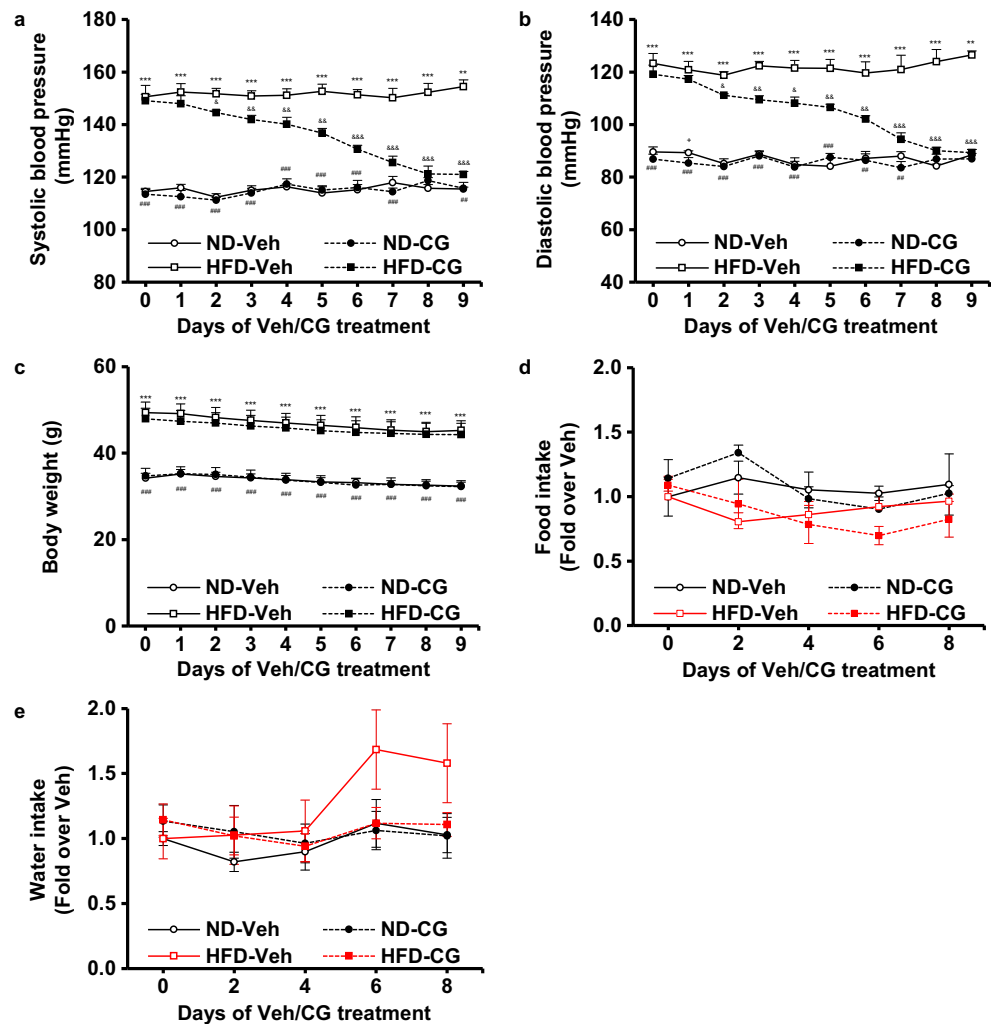 a
Systolic blood pressure
(mmHg)
180
160
140
120
100
80
*** *** *** *** *** *** *** *** *** **
& && && && &&& &&& &&& &&&
### ### ###
### ### ### ### ### ##
ND-Veh ND-CG
HFD-Veh HFD-CG
0 1 2 3 4 5 6 7 8 9
Days of Veh/CG treatment
b
Diastolic blood pressure
(mmHg)
140
120
100
80
60
40
*** *** *** *** *** *** *** *** *** **
& && & && && &&& &&& &&&
* ###
### ### ### ### ### ## ##
ND-Veh ND-CG
HFD-Veh HFD-CG
0 1 2 3 4 5 6 7 8 9
Days of Veh/CG treatment
c
Body weight (g)
60
40
20
0
*** *** *** *** *** *** *** *** *** ***
### ### ### ### ### ### ### ### ### ###
ND-Veh ND-CG
HFD-Veh HFD-CG
0 1 2 3 4 5 6 7 8 9
Days of Veh/CG treatment
d
Food intake
(Fold over Veh)
2.0
1.5
1.0
0.5
0.0
ND-Veh ND-CG
HFD-Veh HFD-CG
0 2 4 6 8
Days of Veh/CG treatment
e
Water intake
(Fold over Veh)
2.0
1.5
1.0
0.5
0.0
ND-Veh ND-CG
HFD-Veh HFD-CG
0 2 4 6 8
Days of Veh/CG treatment